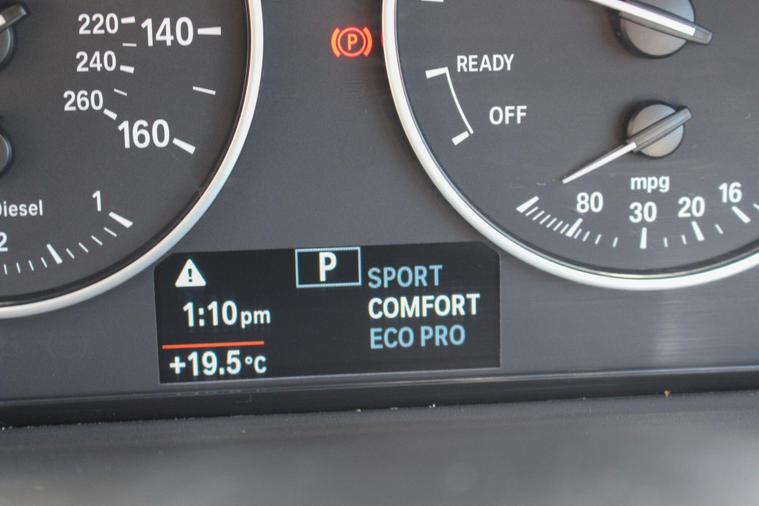 220 140
240
260
160
Diesel 1
2
P
READY
OFF
mpg
80 30 20 16
P
SPORT
1:10pm COMFORT
ECO PRO
+19.5°C